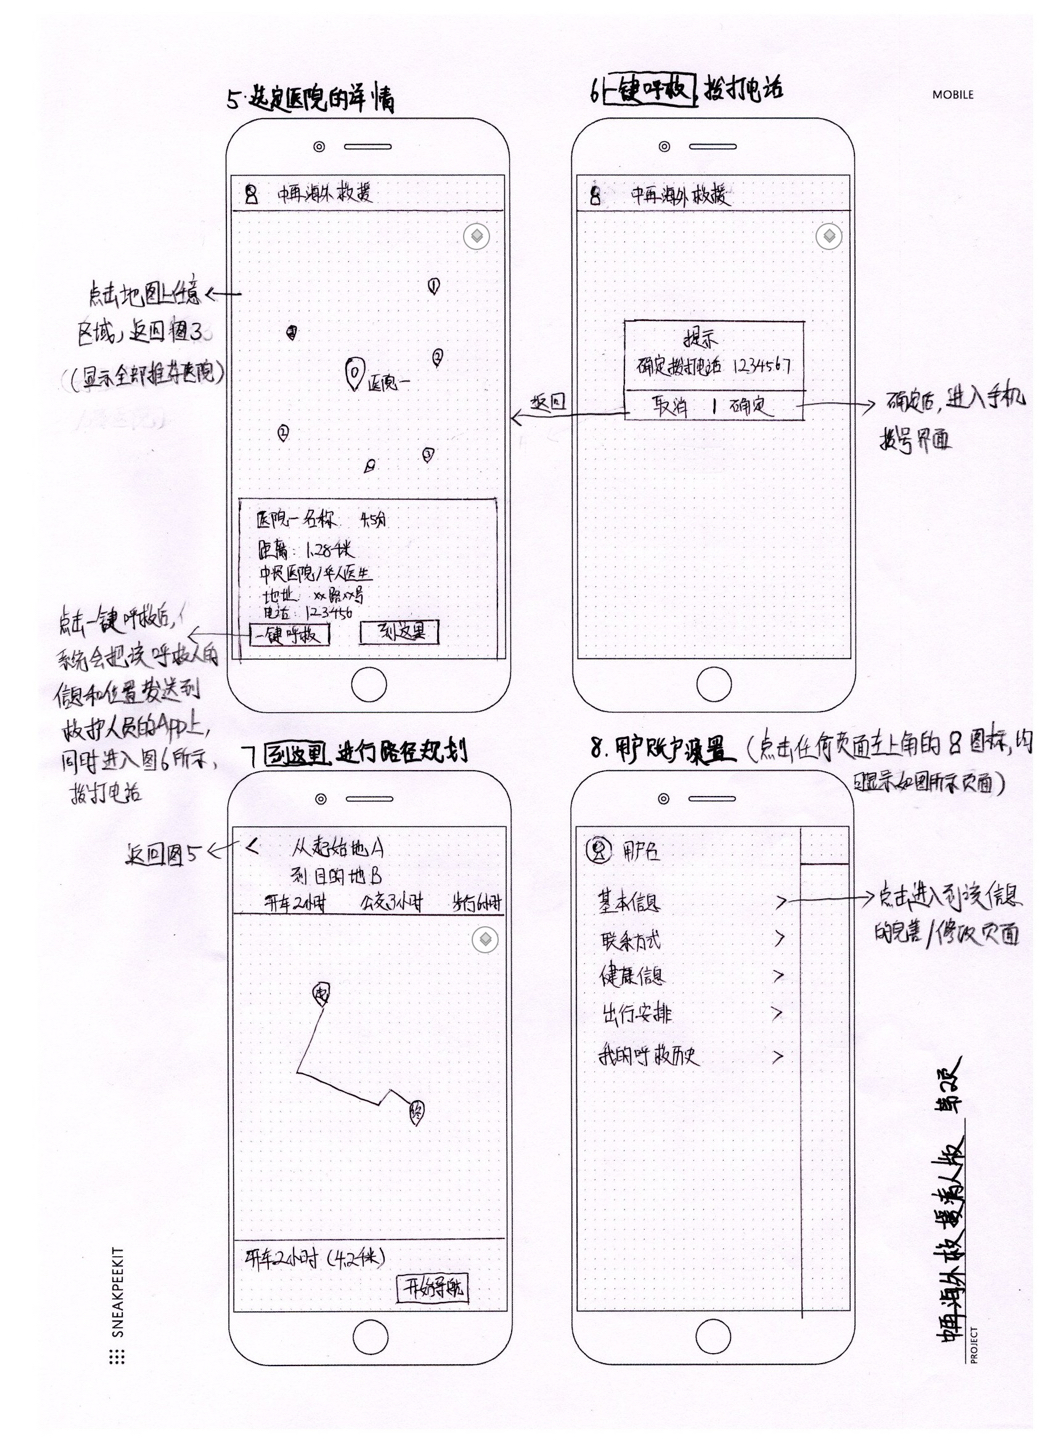 5.选定医院的详情
6.一键呼救,拨打电话
MOBILE
中再海外救援
中再海外救援
点击地图上任意
区域,返回图3
(显示全部推荐医院)
1
2
医院一
2
3
提示
确定拨打电话 1234567
取消 | 确定
返回
确定后,进入手机
拨号界面
医院一名称 4.5分
距离:1.28千米
中资医院/华人医生
地址:xx路xx号
电话:123456
一键呼救
到这里
点击一键呼救后,
系统会把该呼救人的
信息和位置发送到
救护人员的App上,
同时进入图6所示,
拨打电话
7 到这里,进行路径规划
8.用户账户设置(点击任何页面左上角的图标,均
显示如图所示页面)
返回图5
< 从起始地A
到目的地B
开车2小时 公交3小时 步行6小时
终
开车2小时(4.2千米)
开始导航
用户名
基本信息 >
联系方式 >
健康信息 >
出行安排 >
我的呼救历史 >
点击,进入到该信息
的完善/修改页面
SNEAKPEEKIT
PROJECT
中再海外救援病人版 第2页